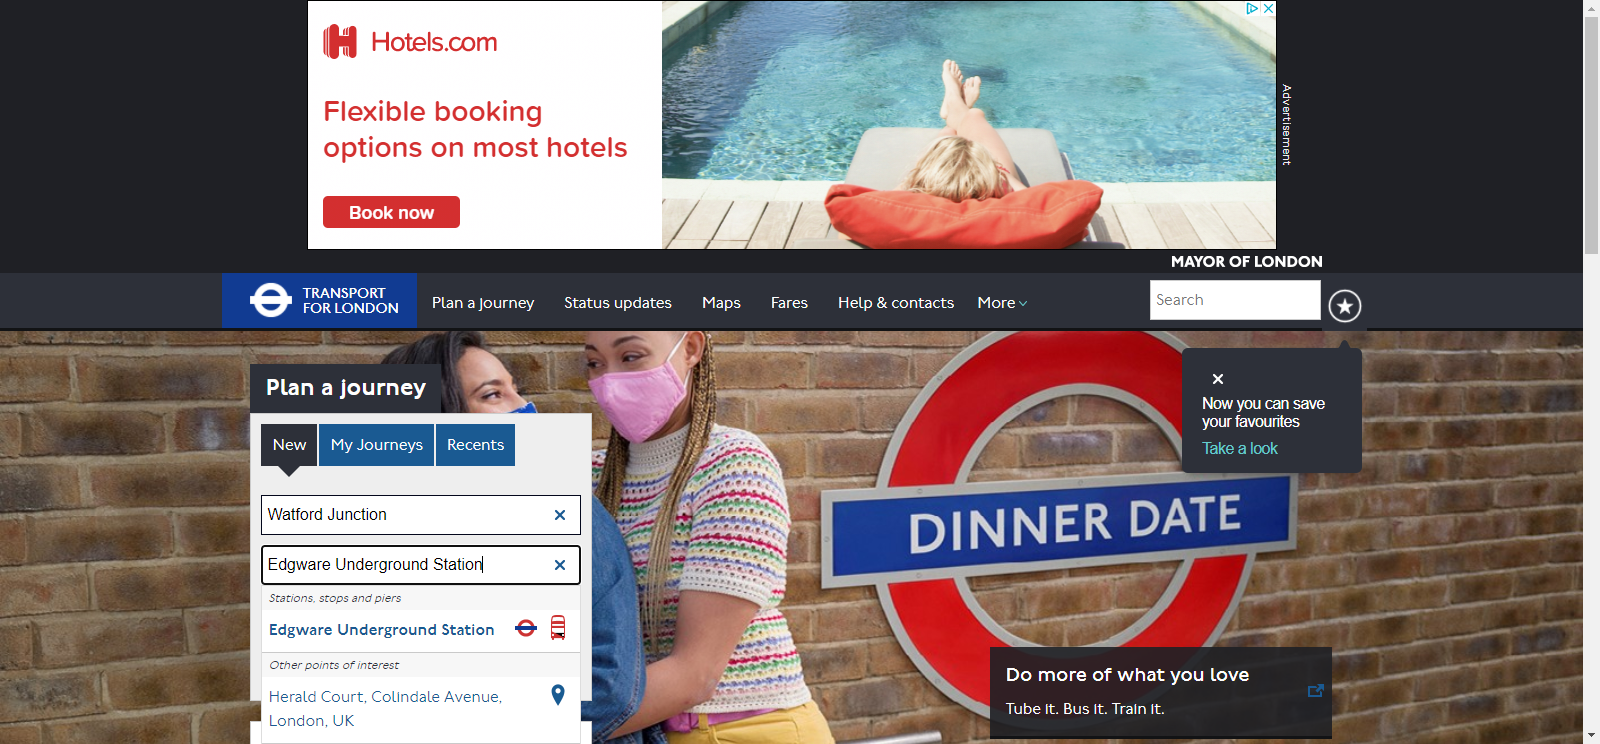 Hotels.com
Flexible booking
options on most hotels
Book now
Advertisement
MAYOR OF LONDON
TRANSPORT
FOR LONDON
Plan a journey
Status updates
Maps
Fares
Help & contacts
More
Search
Plan a journey
New
My Journeys
Recents
Watford Junction
Edgware Underground Station
Stations, stops and piers
Edgware Underground Station
Other points of interest
Herald Court, Colindale Avenue,
London, UK
Now you can save
your favourites
Take a look
DINNER DATE
Do more of what you love
Tube it. Bus it. Train it.